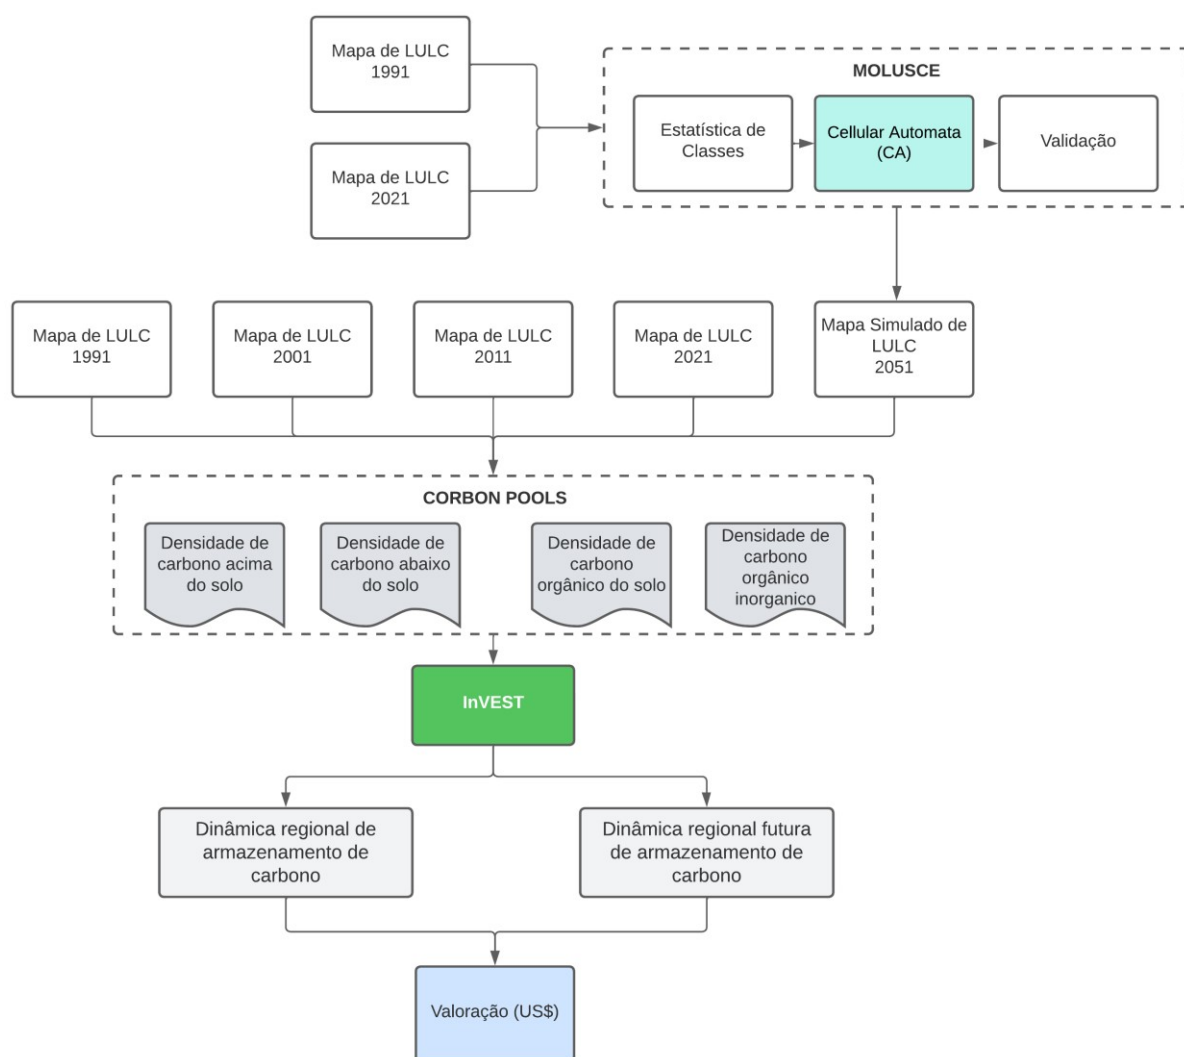 Mapa de LULC
1991
Mapa de LULC
2021
MOLUSCE
Estatística de
Classes
Cellular Automata
(CA)
Validação
Mapa de LULC
1991
Mapa de LULC
2001
Mapa de LULC
2011
Mapa de LULC
2021
Mapa Simulado de
LULC
2051
CORBON POOLS
Densidade de
carbono acima
do solo
Densidade de
carbono abaixo
do solo
Densidade de
carbono
orgânico do solo
Densidade de
carbono
orgânico
inorganico
InVEST
Dinâmica regional de
armazenamento de
carbono
Dinâmica regional futura
de armazenamento de
carbono
Valoração (US$)